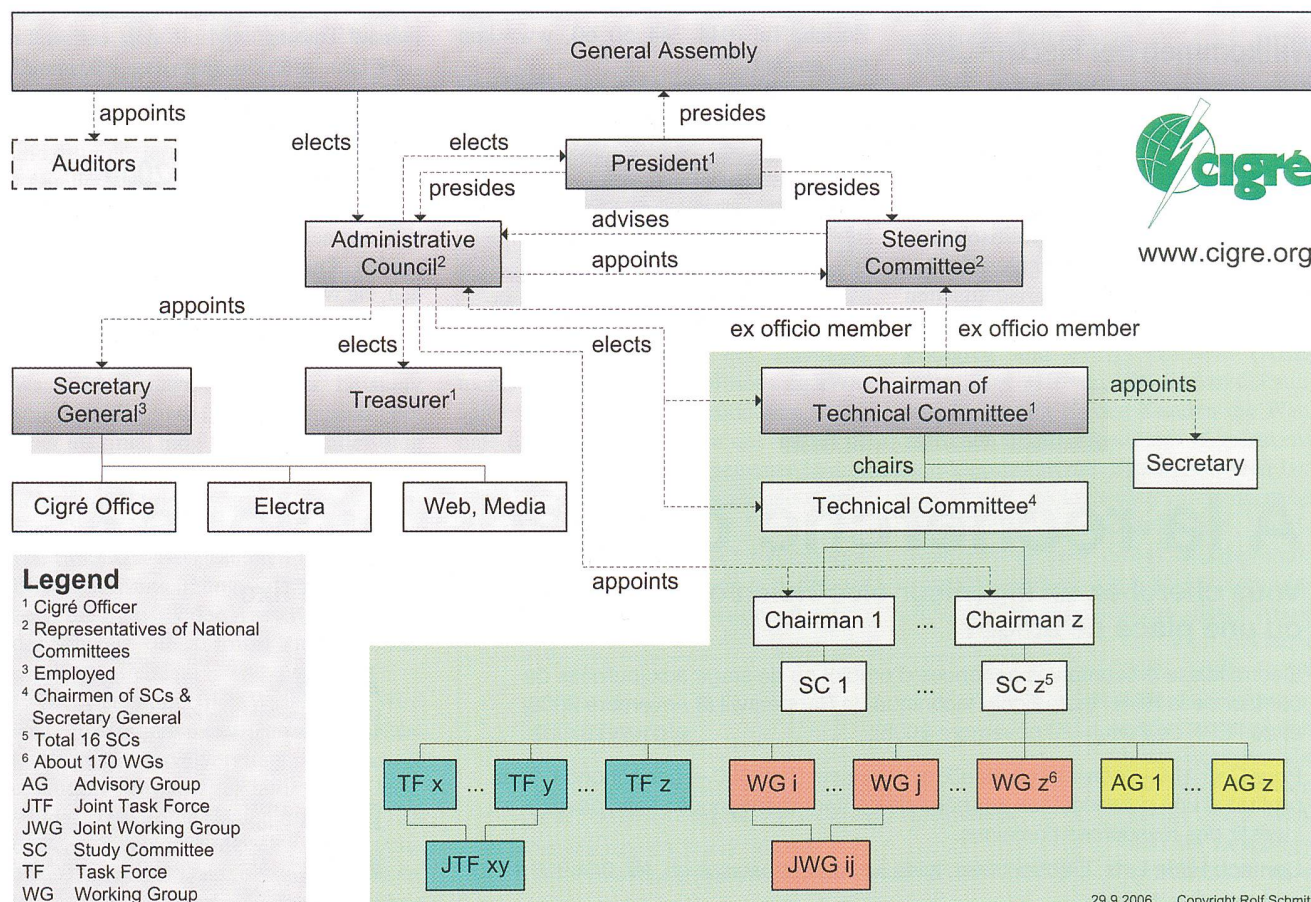 General Assembly
appoints
presides
elects
elects
Auditors
President¹
presides
presides
cigré
advises
Administrative
Council²
Steering
Committee²
www.cigre.org
appoints
appoints
elects
elects
ex officio member
ex officio member
Secretary
General³
Treasurer¹
Chairman of
Technical Committee¹
appoints
chairs
Secretary
Cigré Office
Electra
Web, Media
Technical Committee⁴
appoints
Chairman 1
...
Chairman z
SC 1
...
SC z⁵
TF x
...
TF y
...
TF z
WG i
...
WG j
...
WG z⁶
AG 1
...
AG z
JTF xy
JWG ij
Legend
¹ Cigré Officer
² Representatives of National
Committees
³ Employed
⁴ Chairmen of SCs &
Secretary General
⁵ Total 16 SCs
⁶ About 170 WGs
AG Advisory Group
JTF Joint Task Force
JWG Joint Working Group
SC Study Committee
TF Task Force
WG Working Group
29.9.2006 Copyright Rolf Schmit